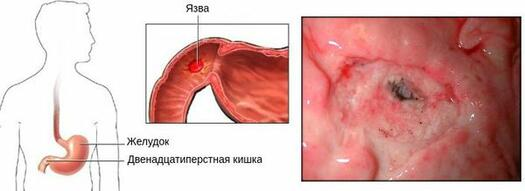 Язва
Желудок
Двенадцатиперстная кишка